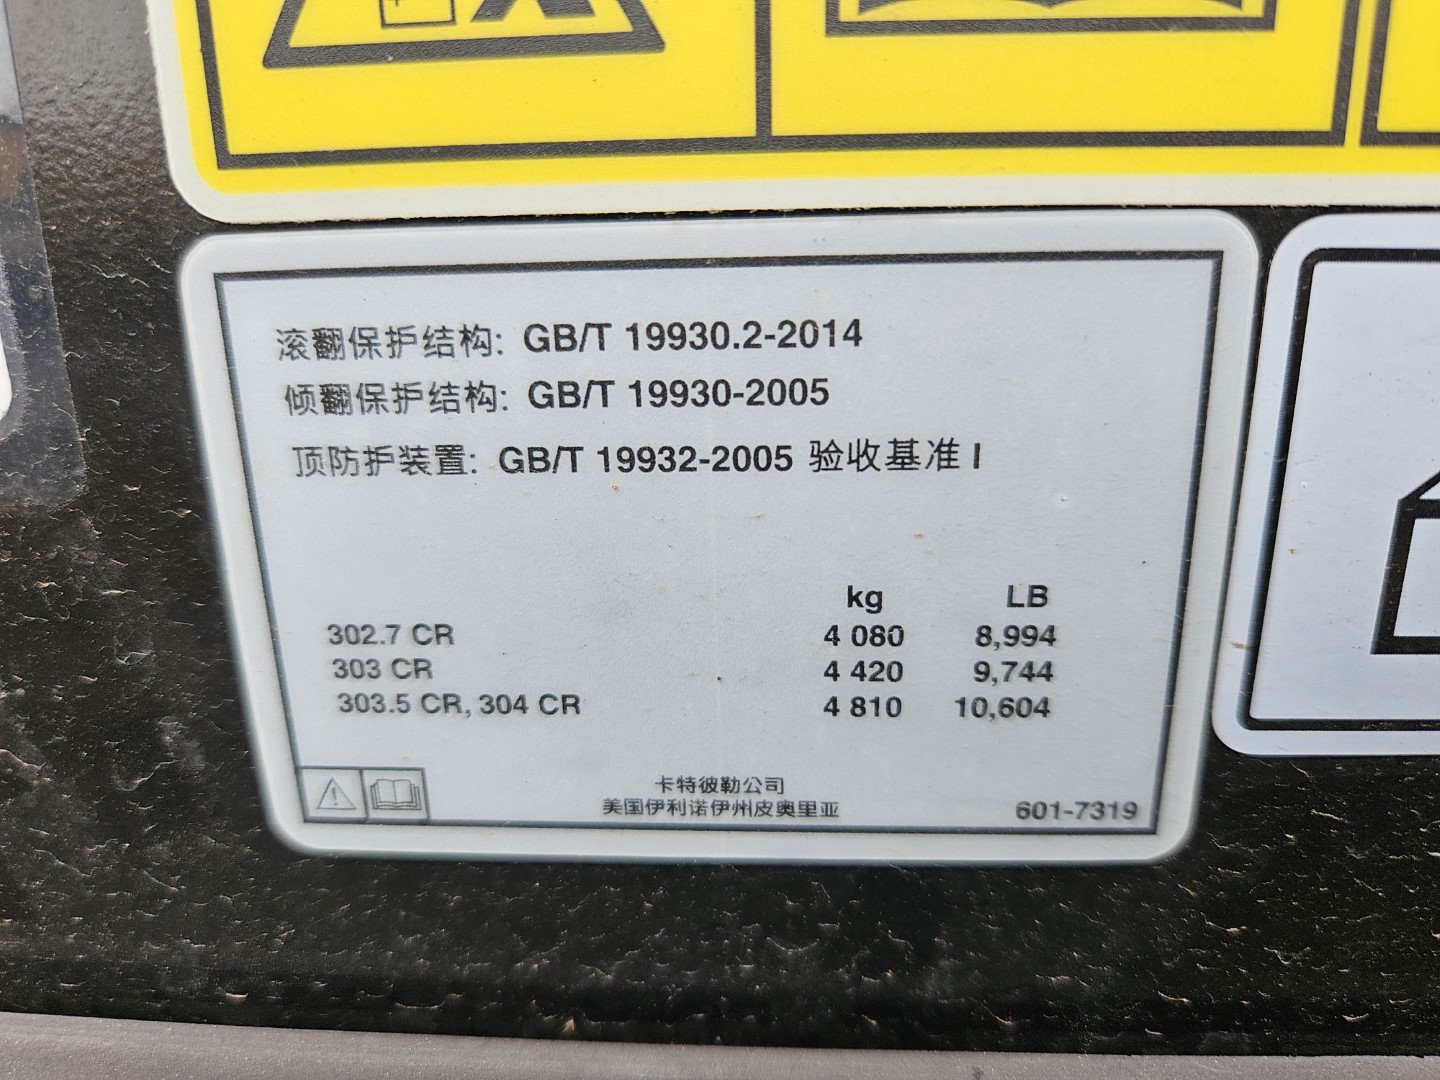 滚翻保护结构: GB/T 19930.2-2014
倾翻保护结构: GB/T 19930-2005
顶防护装置: GB/T 19932-2005 验收基准 I
kg LB
302.7 CR 4 080 8,994
303 CR 4 420 9,744
303.5 CR, 304 CR 4 810 10,604
卡特彼勒公司
美国伊利诺伊州皮奥里亚 601-7319